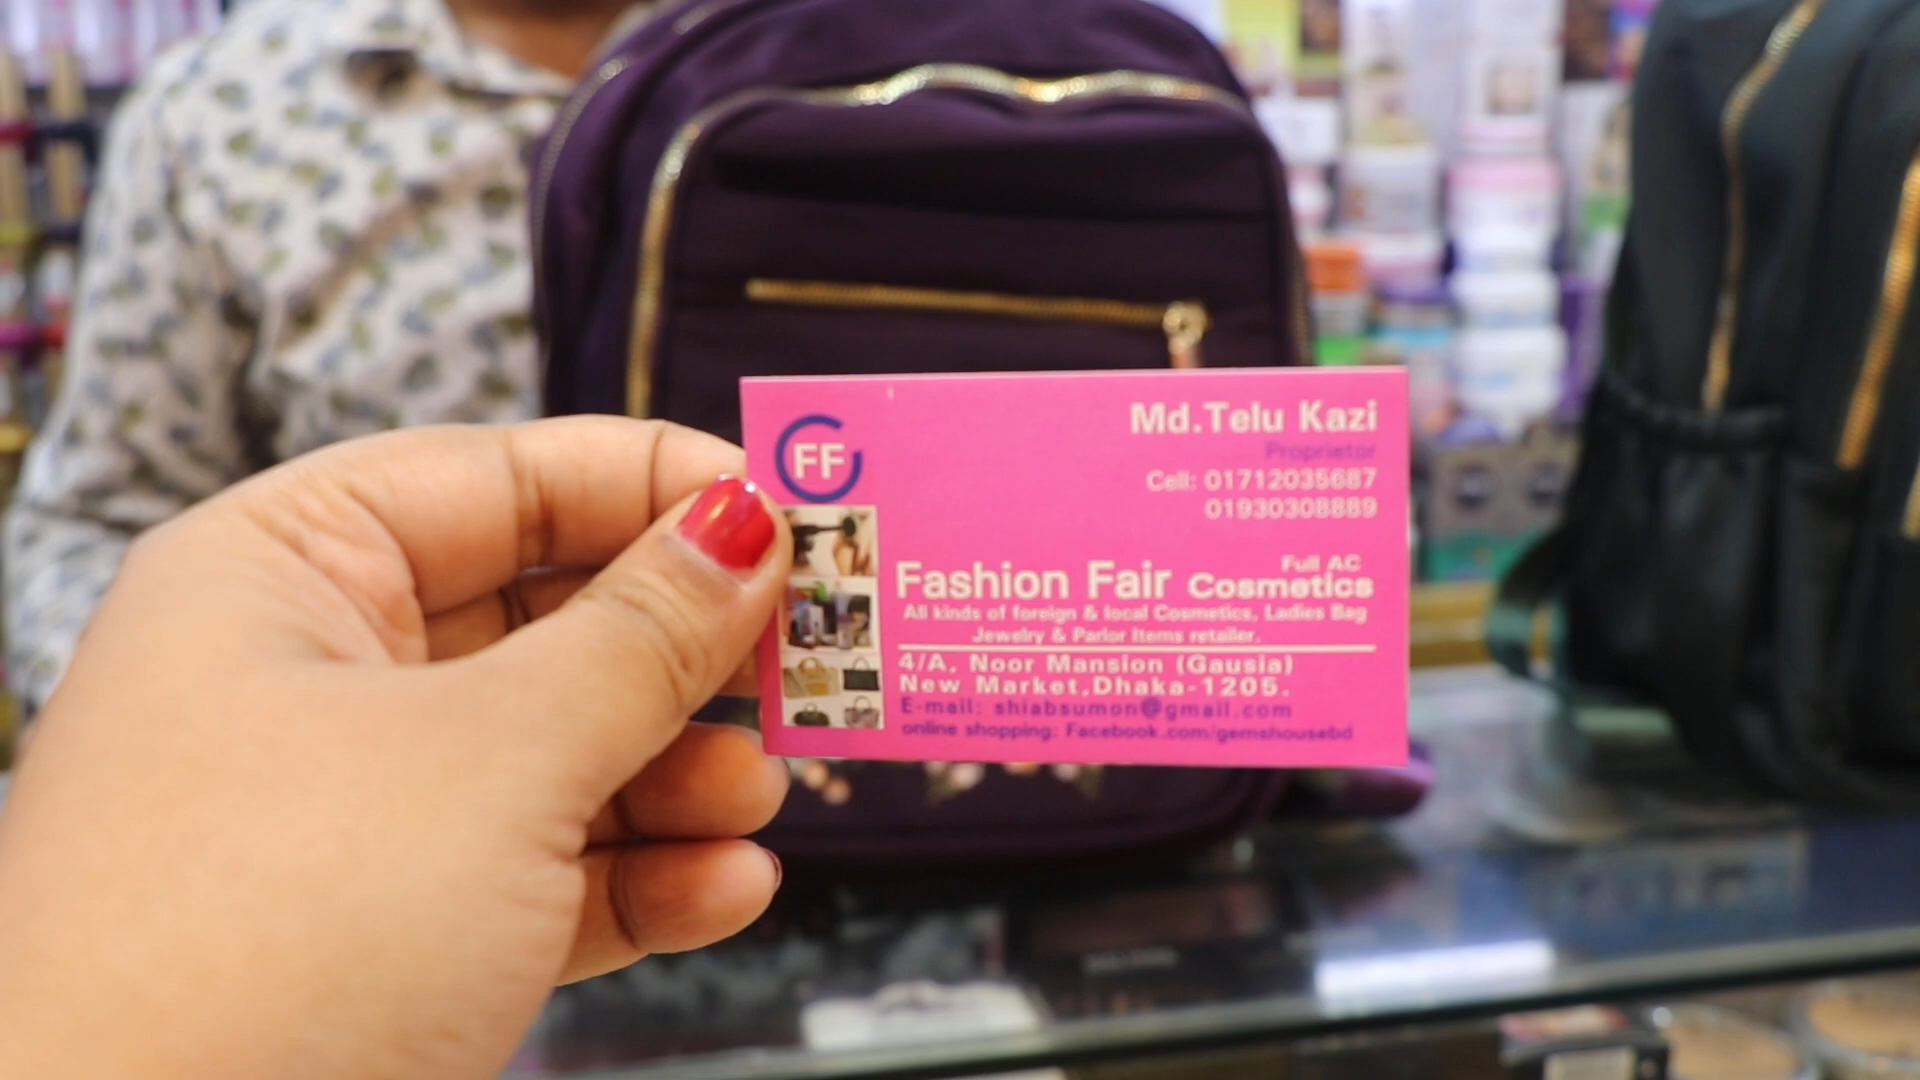 FF
Md.Telu Kazi
Proprietor
Cell: 01712035687
01930308889
Full AC
Fashion Fair Cosmetics
All kinds of foreign & local Cosmetics, Ladies Bag
Jewelry & Parlor Items retailer.
4/A, Noor Mansion (Gausia)
New Market,Dhaka-1205.
E-mail: shiabsumon@gmail.com
online shopping: Facebook.com/gemshousebd